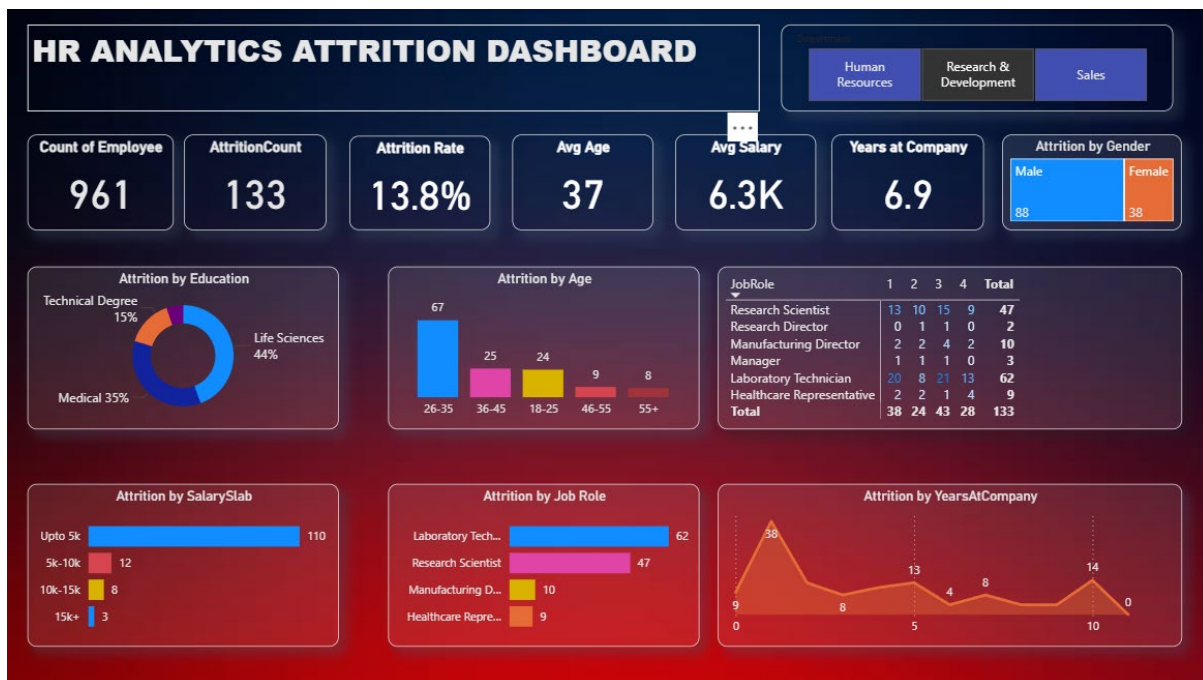 HR ANALYTICS ATTRITION DASHBOARD
Human
Resources
Research &
Development
Sales
Count of Employee
961
AttritionCount
133
Attrition Rate
13.8%
Avg Age
37
Avg Salary
6.3K
Years at Company
6.9
Attrition by Gender
Male
88
Female
38
Attrition by Education
Technical Degree
15%
Life Sciences
44%
Medical 35%
Attrition by Age
67
25
24
9
8
26-35 36-45 18-25 46-55 55+
JobRole 1 2 3 4 Total
Research Scientist 13 10 15 9 47
Research Director 0 1 1 0 2
Manufacturing Director 2 2 4 2 10
Manager 1 1 1 0 3
Laboratory Technician 20 8 21 13 62
Healthcare Representative 2 2 1 4 9
Total 38 24 43 28 133
Attrition by SalarySlab
Upto 5k 110
5k-10k 12
10k-15k 8
15k+ 3
Attrition by Job Role
Laboratory Tech... 62
Research Scientist 47
Manufacturing D... 10
Healthcare Repre... 9
Attrition by YearsAtCompany
9
38
8
13
4
8
14
0
0 5 10